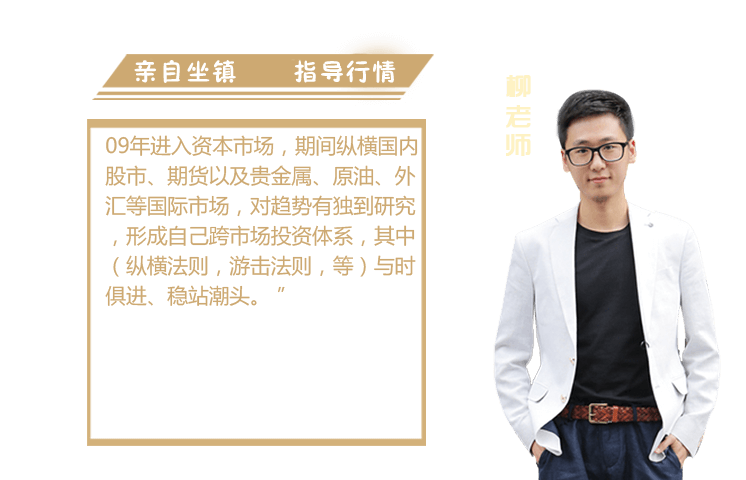 亲自坐镇 指导行情
柳老师
09年进入资本市场，期间纵横国内
股市、期货以及贵金属、原油、外
汇等国际市场，对趋势有独到研究
，形成自己跨市场投资体系，其中
（纵横法则，游击法则，等）与时
俱进、稳站潮头。 ”